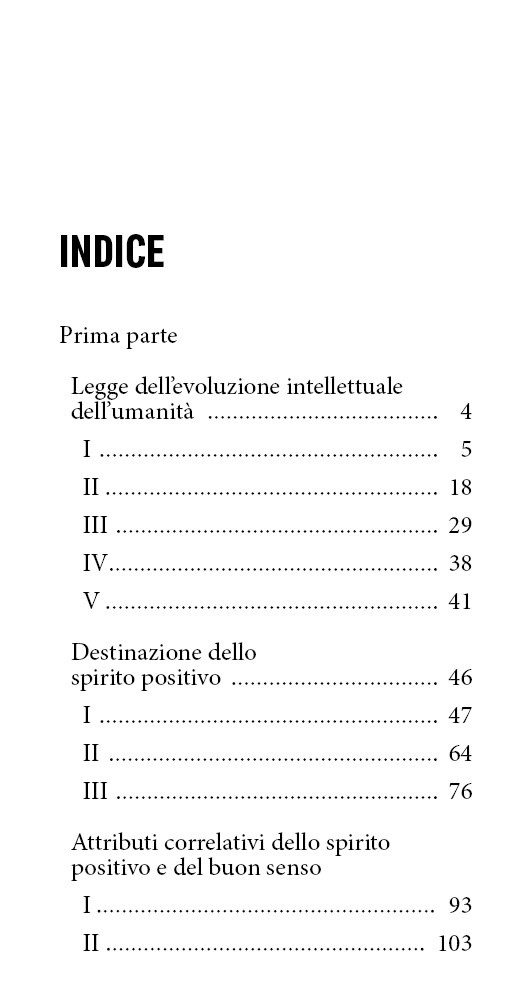 INDICE
Prima parte
Legge dell’evoluzione intellettuale
dell’umanità ........................................... 4
I ............................................................... 5
II .............................................................. 18
III ............................................................ 29
IV............................................................. 38
V .............................................................. 41
Destinazione dello
spirito positivo ...................................... 46
I ............................................................... 47
II ............................................................. 64
III ............................................................ 76
Attributi correlativi dello spirito
positivo e del buon senso
I ............................................................... 93
II ............................................................ 103